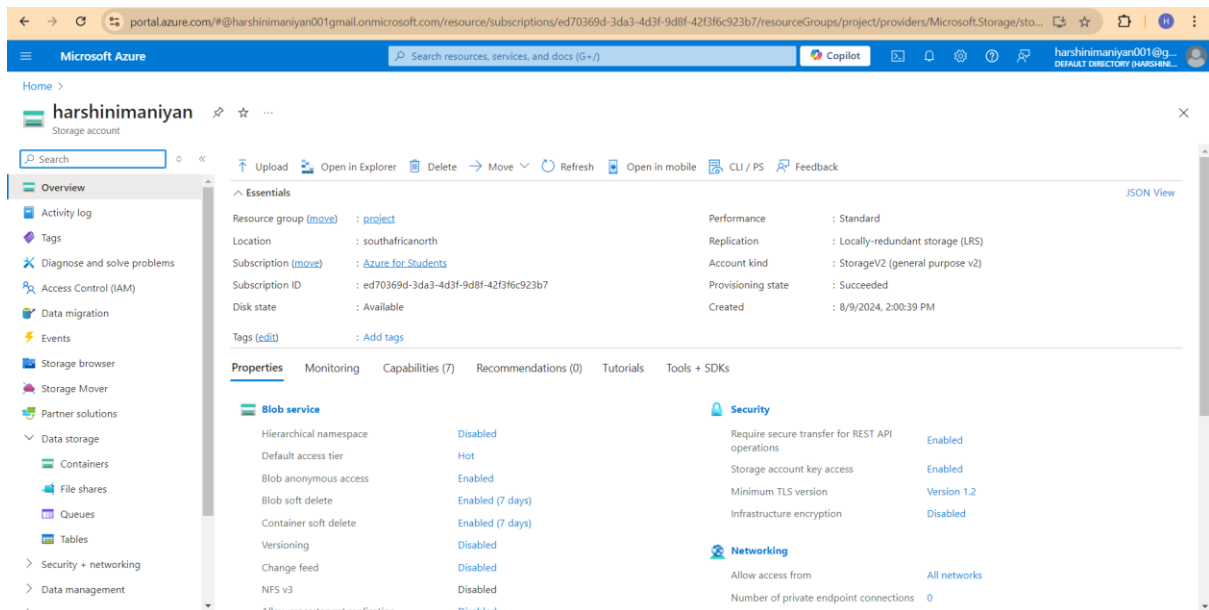 portal.azure.com/#@harshinimaniyan001gmail.onmicrosoft.com/resource/subscriptions/ed70369d-3da3-4d3f-9d8f-42f3f6c923b7/resourceGroups/project/providers/Microsoft.Storage/sto...
H
Microsoft Azure
Search resources, services, and docs (G+/)
Copilot
harshinimaniyan001@g...
DEFAULT DIRECTORY (HARSHINI...
Home >
harshinimaniyan
Storage account
Search
Overview
Activity log
Tags
Diagnose and solve problems
Access Control (IAM)
Data migration
Events
Storage browser
Storage Mover
Partner solutions
Data storage
Containers
File shares
Queues
Tables
Security + networking
Data management
Upload Open in Explorer Delete Move Refresh Open in mobile CLI / PS Feedback
Essentials
JSON View
Resource group (move) : project
Location : southafricanorth
Subscription (move) : Azure for Students
Subscription ID : ed70369d-3da3-4d3f-9d8f-42f3f6c923b7
Disk state : Available
Performance : Standard
Replication : Locally-redundant storage (LRS)
Account kind : StorageV2 (general purpose v2)
Provisioning state : Succeeded
Created : 8/9/2024, 2:00:39 PM
Tags (edit) : Add tags
Properties Monitoring Capabilities (7) Recommendations (0) Tutorials Tools + SDKs
Blob service
Hierarchical namespace Disabled
Default access tier Hot
Blob anonymous access Enabled
Blob soft delete Enabled (7 days)
Container soft delete Enabled (7 days)
Versioning Disabled
Change feed Disabled
NFS v3 Disabled
Security
Require secure transfer for REST API operations Enabled
Storage account key access Enabled
Minimum TLS version Version 1.2
Infrastructure encryption Disabled
Networking
Allow access from All networks
Number of private endpoint connections 0